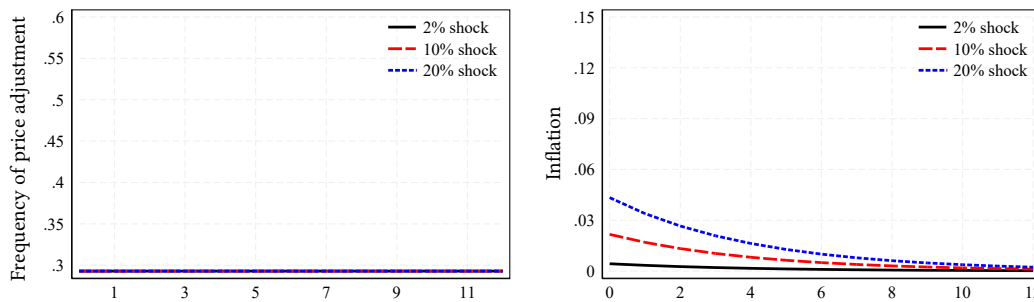 Frequency of price adjustment
.6
.55
.5
.45
.4
.35
.3
1 3 5 7 9 11
2% shock
10% shock
20% shock
Inflation
.15
.12
.09
.06
.03
0
0 2 4 6 8 10
2% shock
10% shock
20% shock